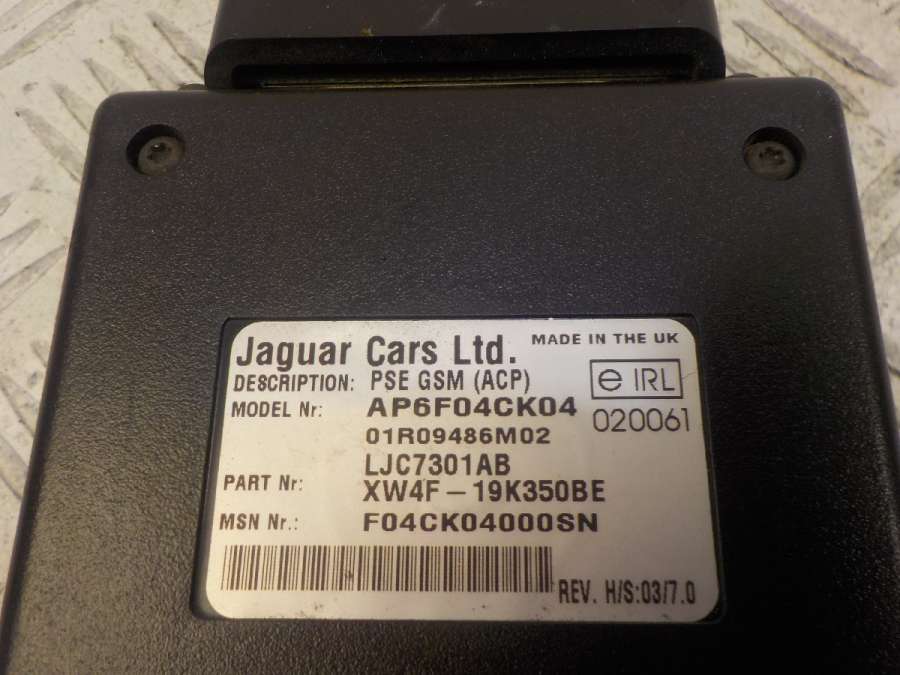 Jaguar Cars Ltd. MADE IN THE UK
DESCRIPTION: PSE GSM (ACP) e IRL
MODEL Nr: AP6F04CK04 020061
01R09486M02
LJC7301AB
PART Nr: XW4F-19K350BE
MSN Nr.: F04CK04000SN
REV. H/S:03/7.0